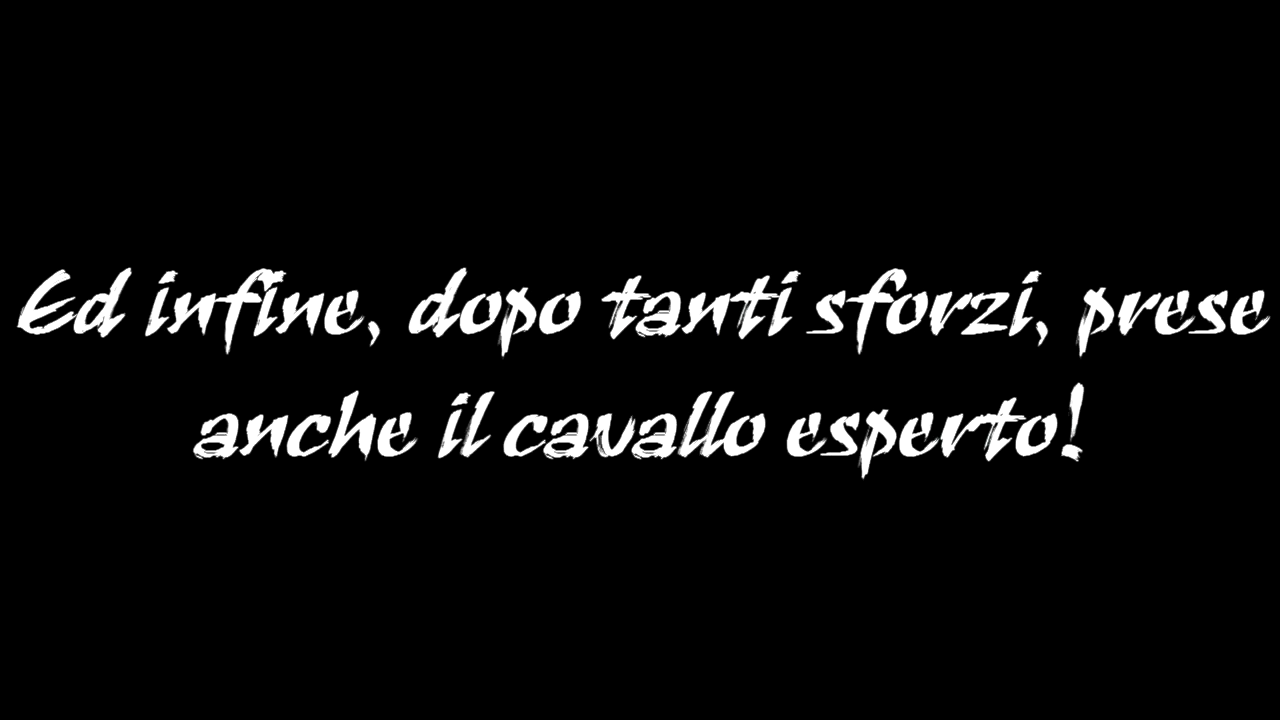 Ed infine, dopo tanti sforzi, prese
anche il cavallo esperto!